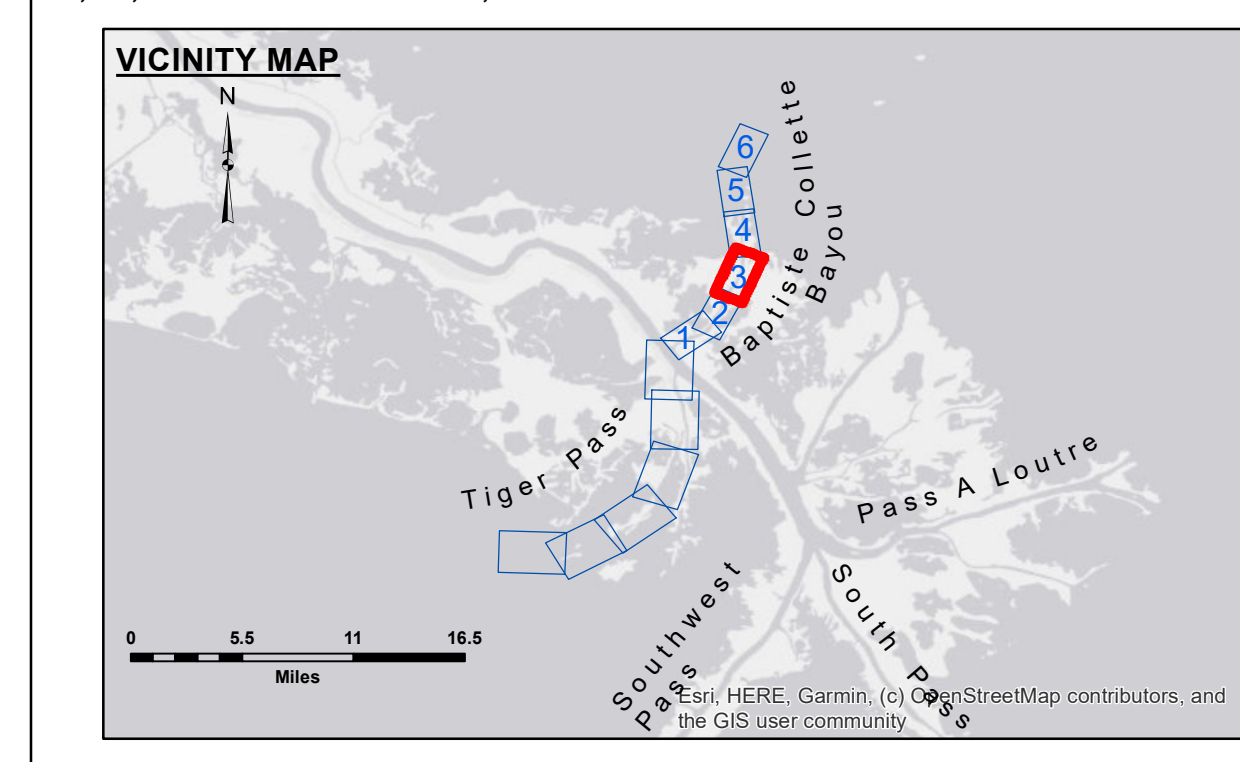 VICINITY MAP
N
6
5
4
3
2
1
Baptiste Collette
Bayou
Tiger Pass
Pass A Loutre
Southwest
Pass
South Pass
0 5.5 11 16.5
Miles
Esri, HERE, Garmin, (c) OpenStreetMap contributors, and
the GIS user community